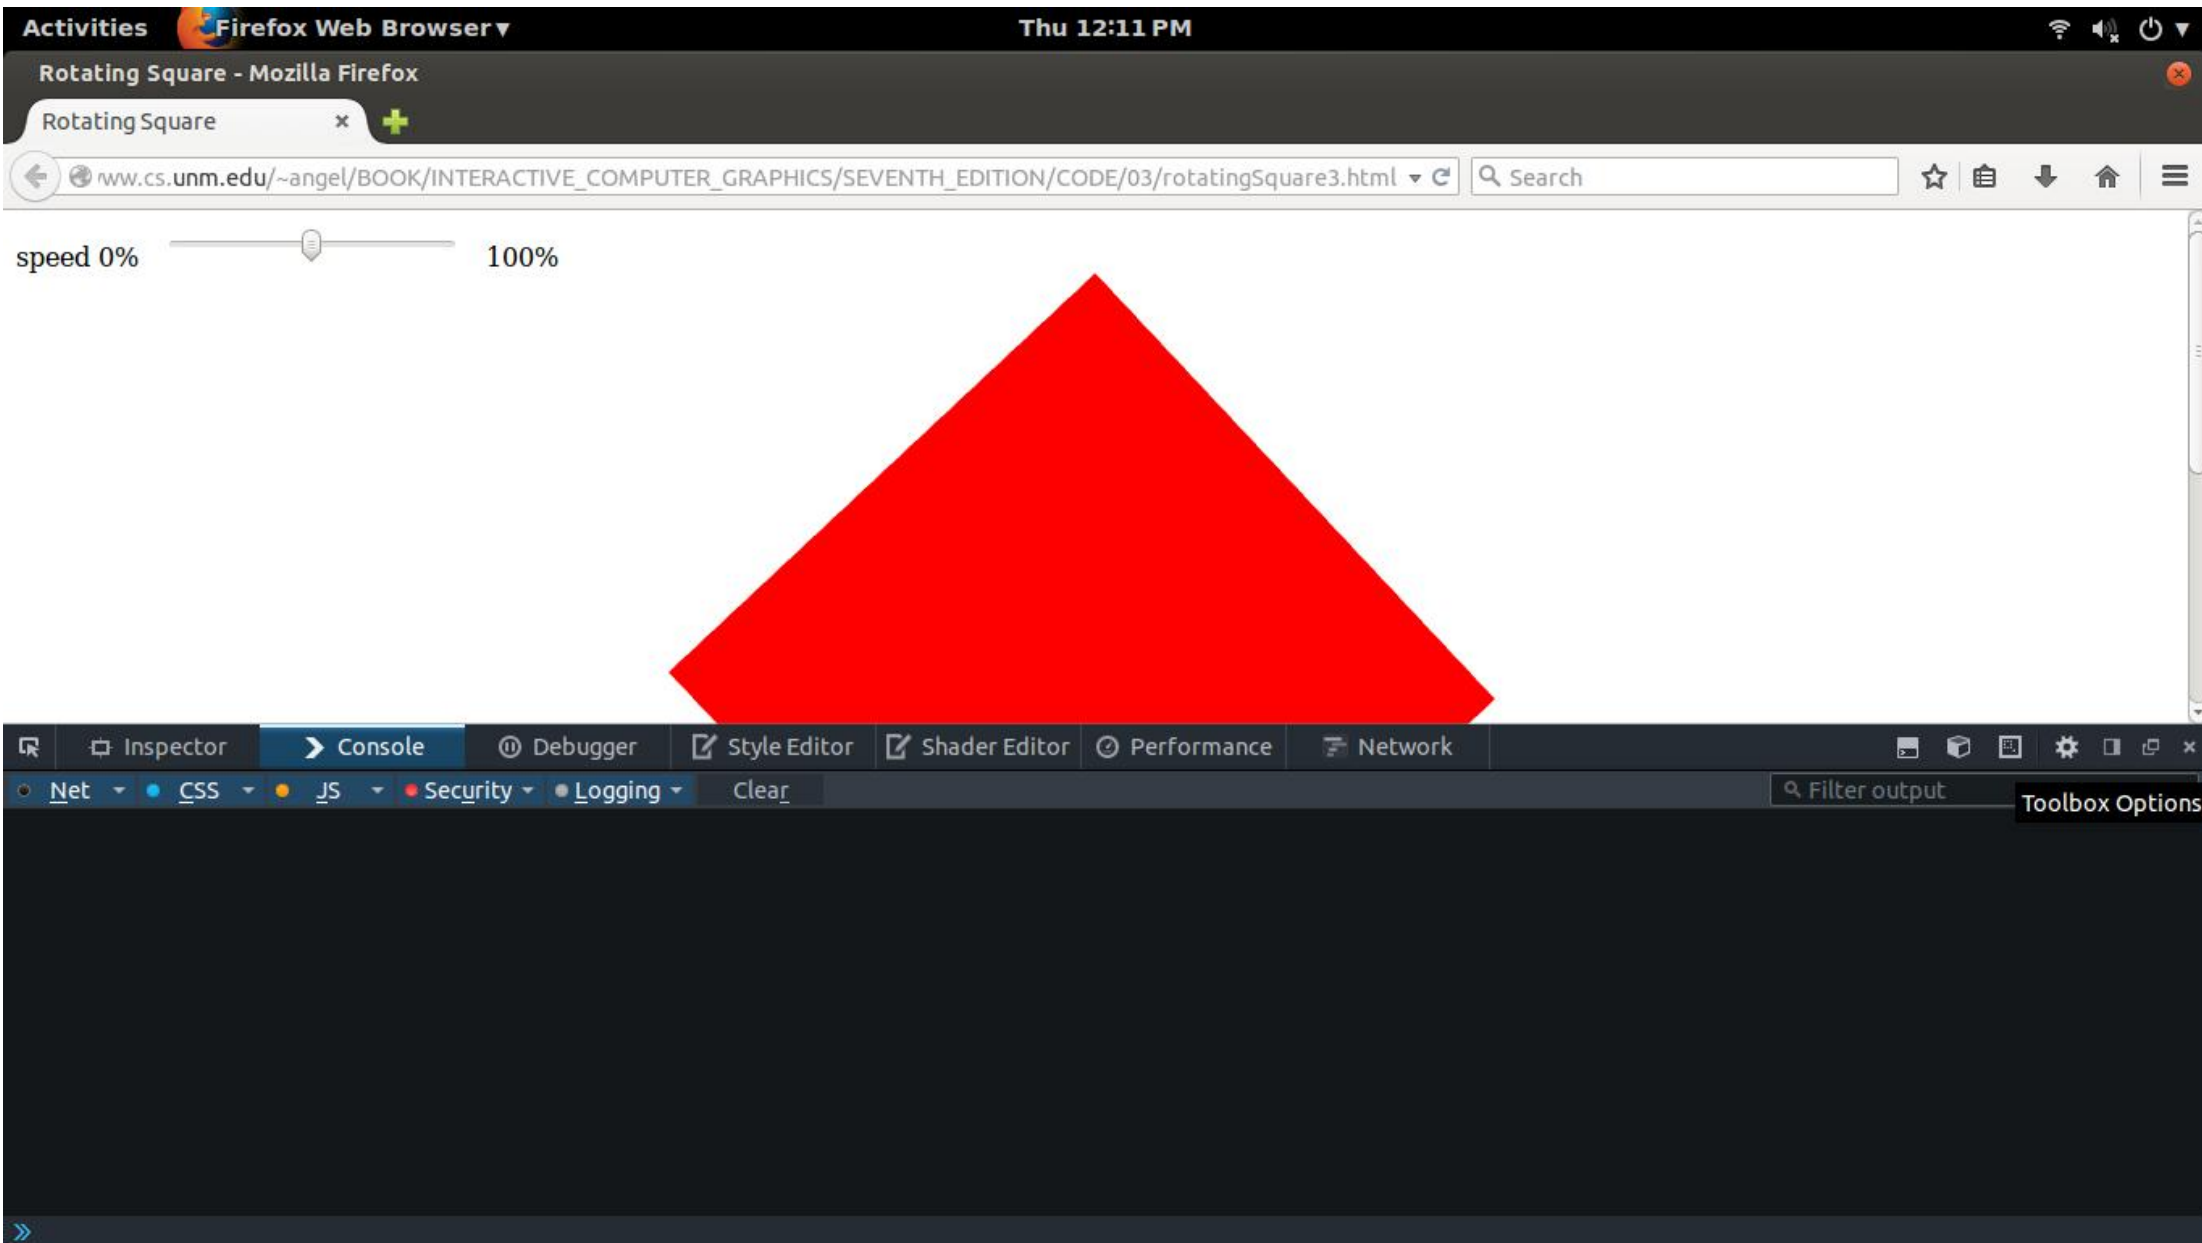 Activities Firefox Web Browser ▾ Thu 12:11 PM
Rotating Square - Mozilla Firefox
Rotating Square
ww.cs.unm.edu/~angel/BOOK/INTERACTIVE_COMPUTER_GRAPHICS/SEVENTH_EDITION/CODE/03/rotatingSquare3.html Search
speed 0% 100%
Inspector Console Debugger Style Editor Shader Editor Performance Network
Net CSS JS Security Logging Clear Filter output
Toolbox Options